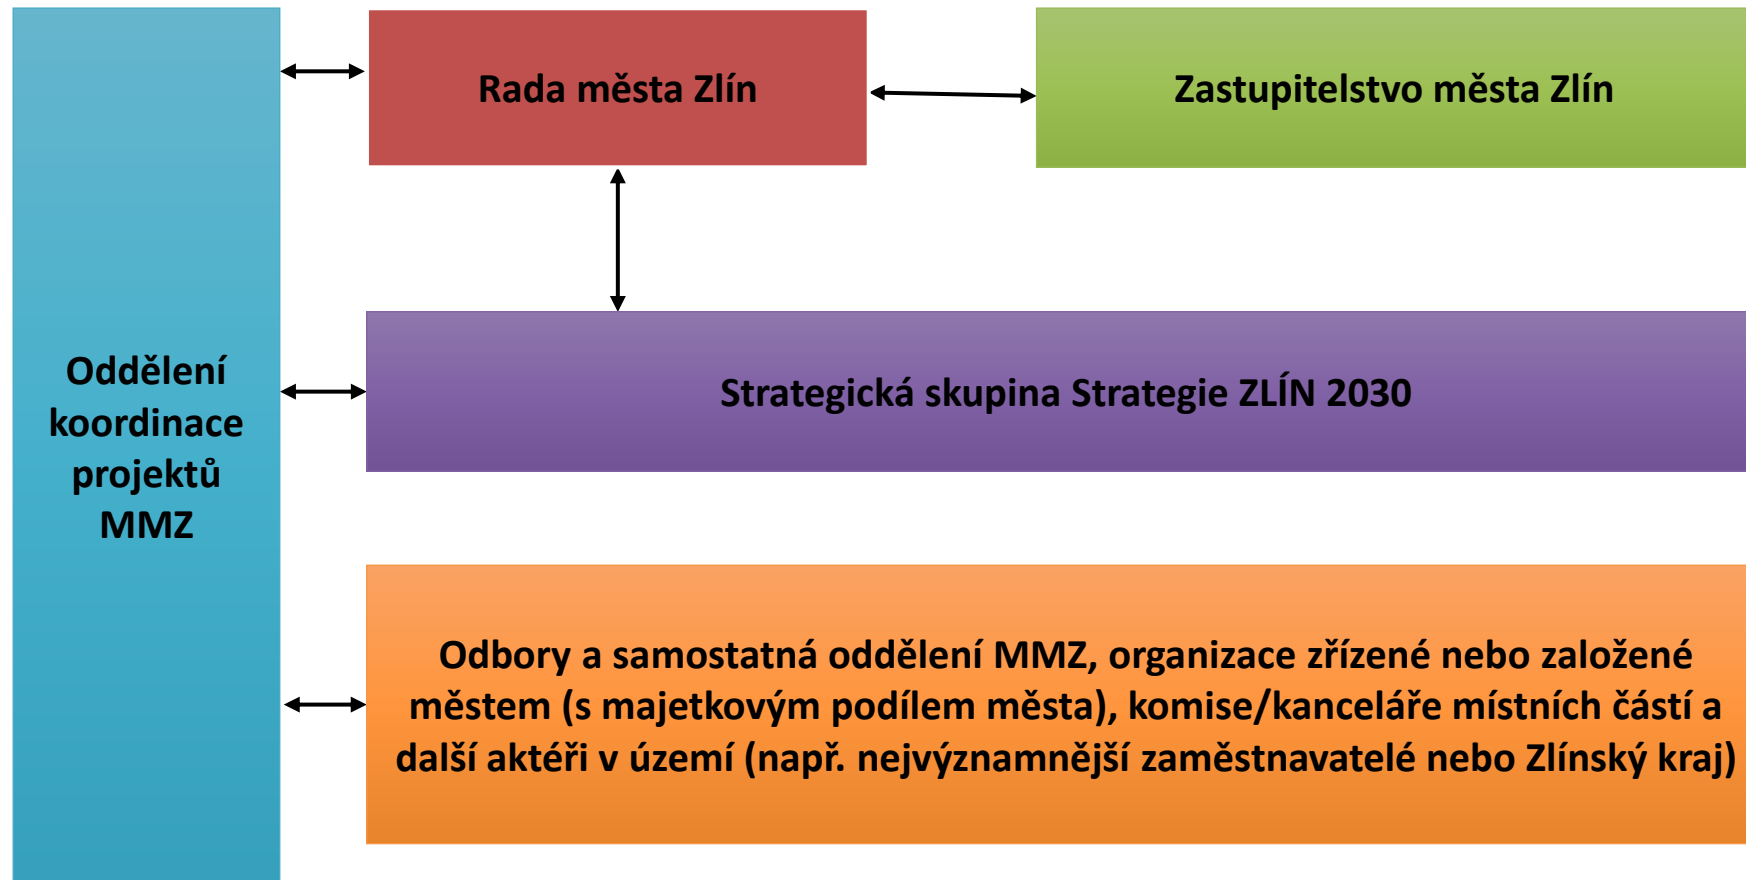 Rada města Zlín
Zastupitelstvo města Zlín
Oddělení
koordinace
projektů
MMZ
Strategická skupina Strategie ZLÍN 2030
Odbory a samostatná oddělení MMZ, organizace zřízené nebo založené
městem (s majetkovým podílem města), komise/kanceláře místních částí a
další aktéři v území (např. nejvýznamnější zaměstnavatelé nebo Zlínský kraj)